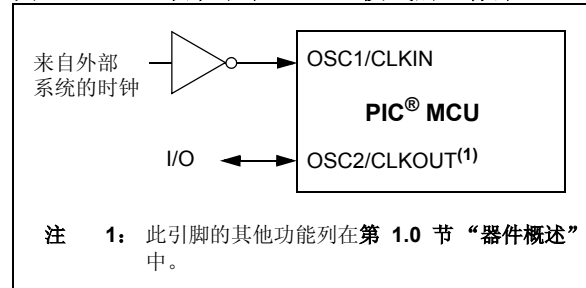 来自外部
系统的时钟
OSC1/CLKIN
PIC® MCU
I/O
OSC2/CLKOUT(1)
注 1: 此引脚的其他功能列在第 1.0 节“器件概述”
中。